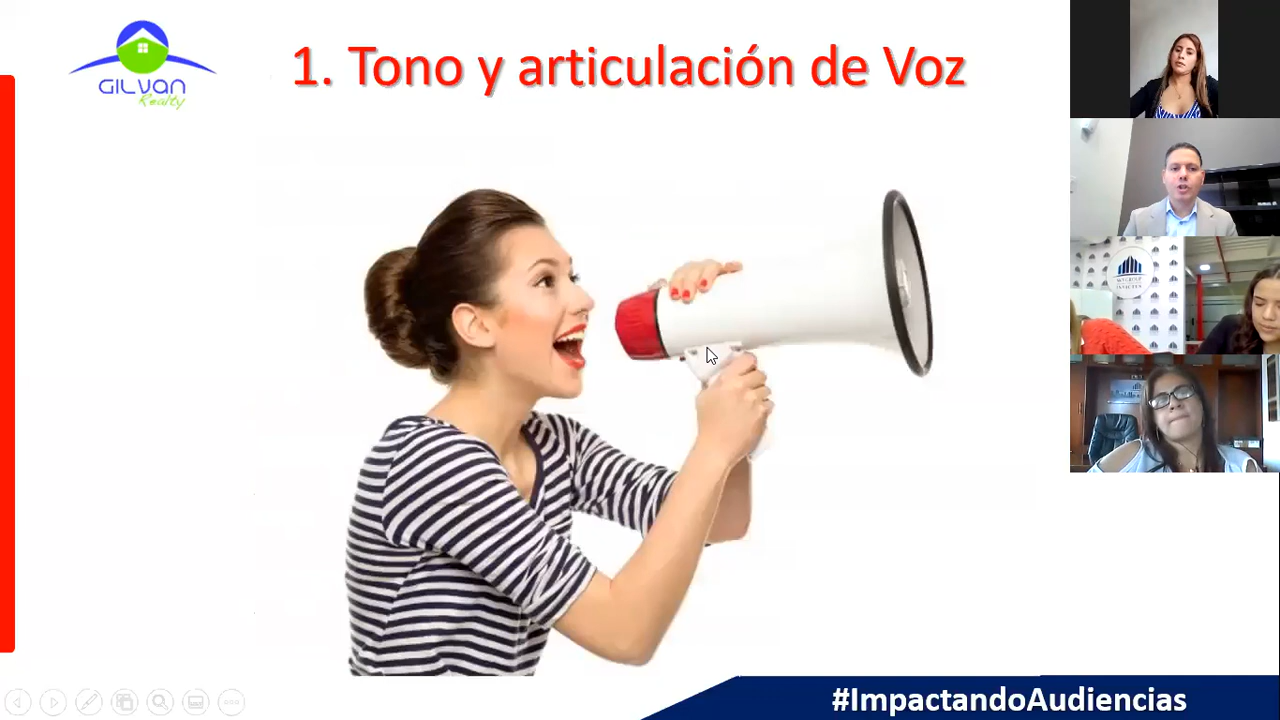 GILVAN
Realty
1. Tono y articulación de Voz
#ImpactandoAudiencias